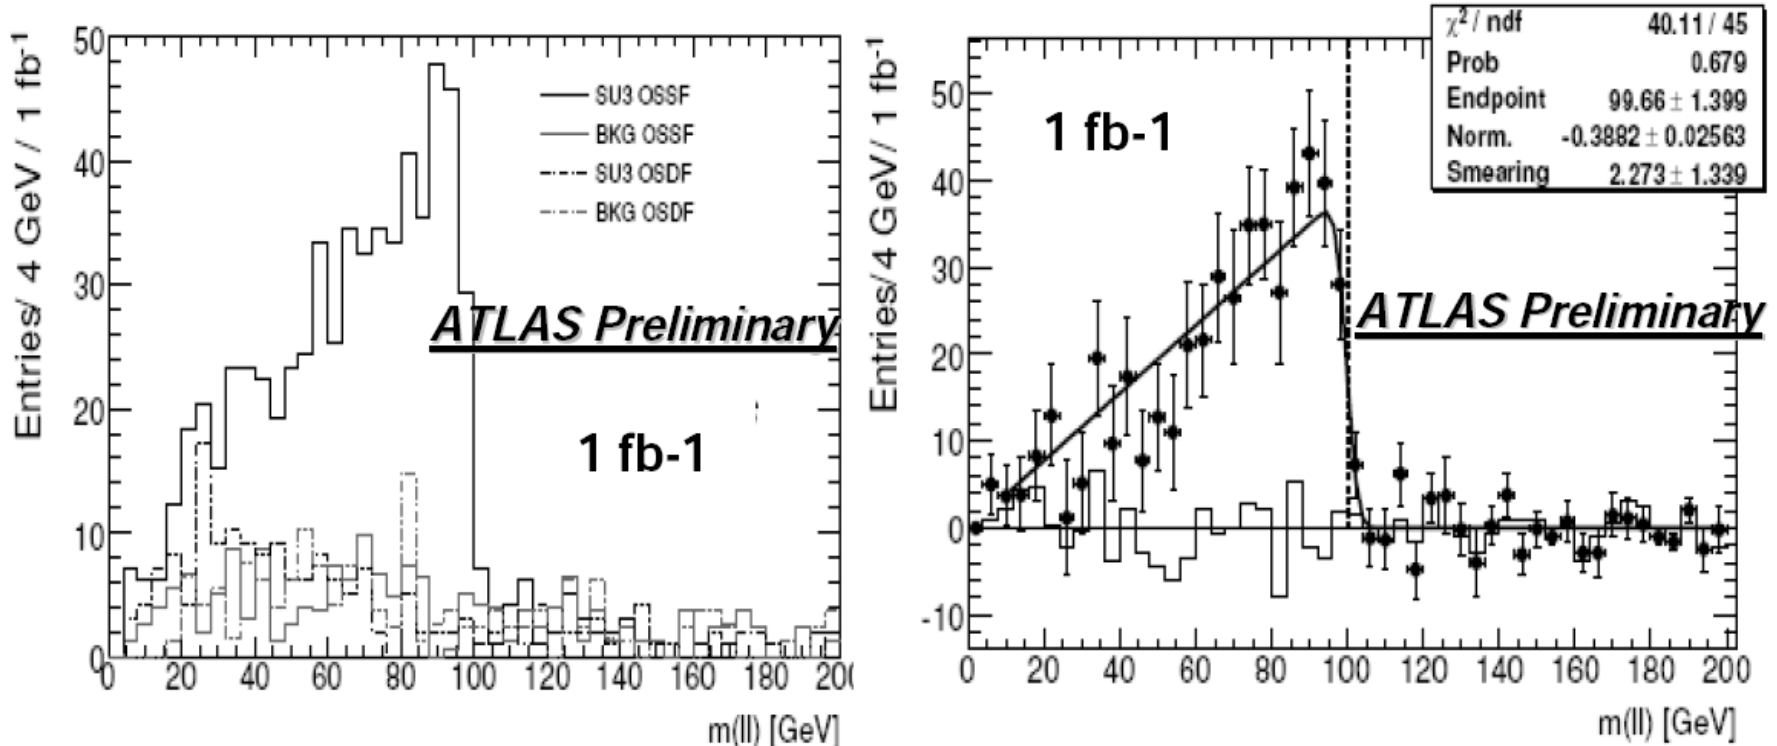 Entries/ 4 GeV / 1 fb-1
50
40
30
20
10
0
SU3 OSSF
BKG OSSF
SU3 OSDF
BKG OSDF
ATLAS Preliminary
1 fb-1
0 20 40 60 80 100 120 140 160 180 200
m(ll) [GeV]
Entries/ 4 GeV/ 1 fb-1
50
40
30
20
10
0
-10
1 fb-1
χ2 / ndf 40.11 / 45
Prob 0.679
Endpoint 99.66 ± 1.399
Norm. -0.3882 ± 0.02563
Smearing 2.273 ± 1.339
ATLAS Preliminary
0 20 40 60 80 100 120 140 160 180 200
m(ll) [GeV]